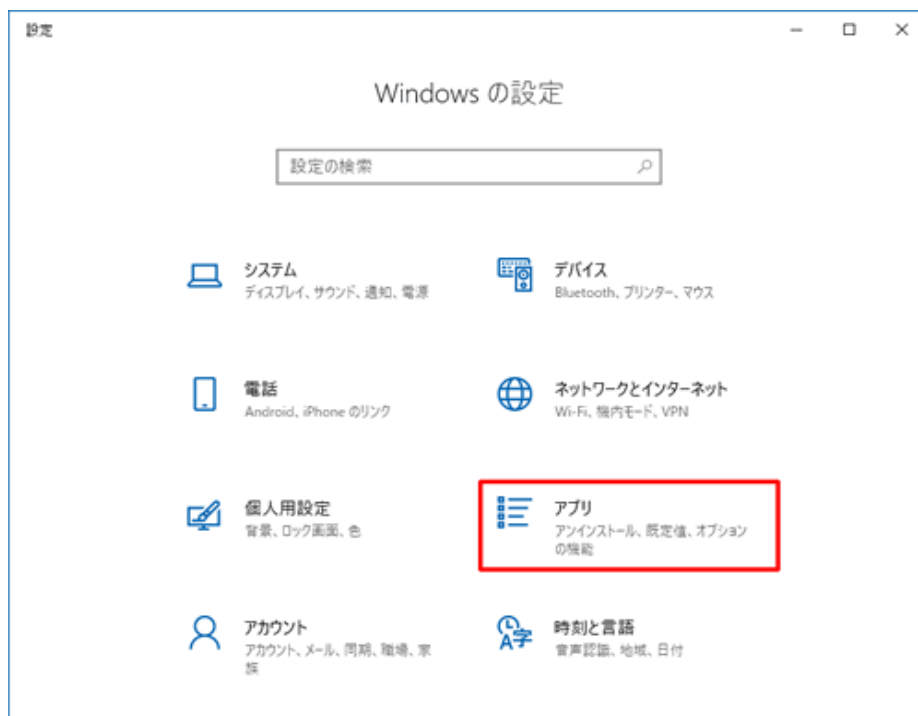 設定
Windows の設定
設定の検索
システム
ディスプレイ、サウンド、通知、電源
デバイス
Bluetooth、プリンター、マウス
電話
Android、iPhone のリンク
ネットワークとインターネット
Wi-Fi、機内モード、VPN
個人用設定
背景、ロック画面、色
アプリ
アンインストール、既定値、オプション
の機能
アカウント
アカウント、メール、同期、職場、家
族
時刻と言語
音声認識、地域、日付